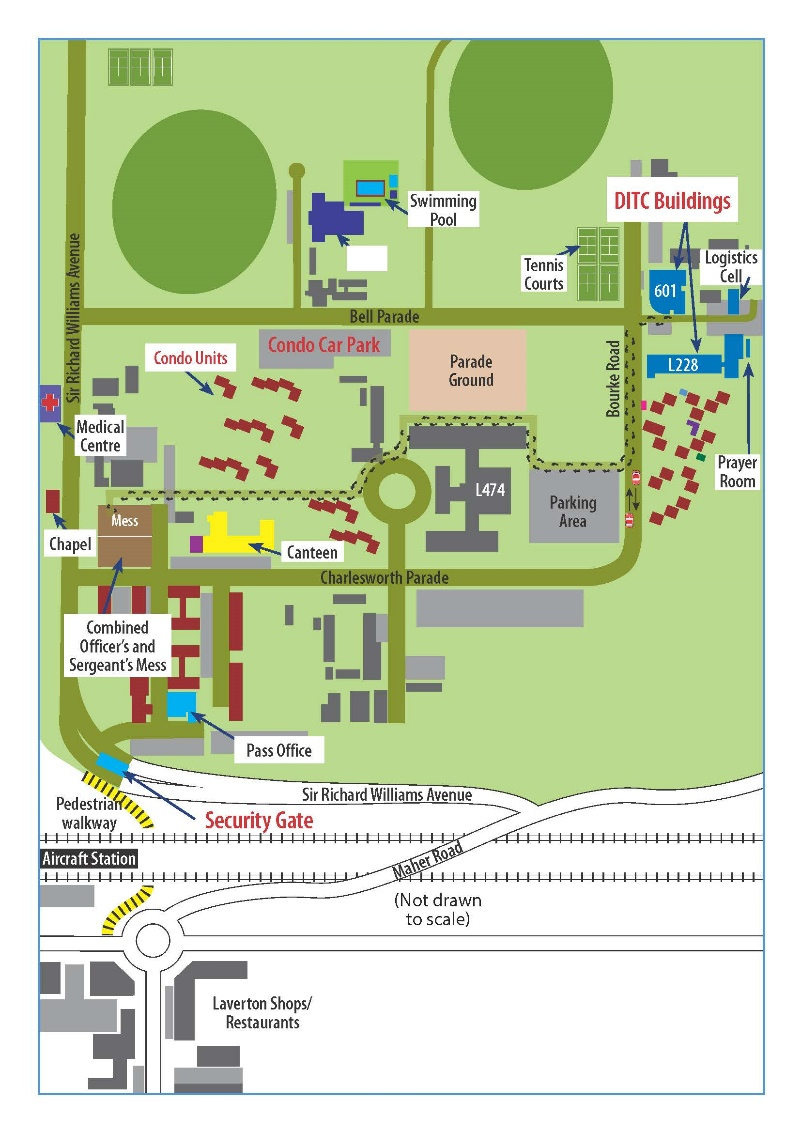 Swimming
Pool
DITC Buildings
Tennis
Courts
Logistics
Cell
601
Sir Richard Williams Avenue
Bell Parade
Condo Units
Condo Car Park
Parade
Ground
Bourke Road
L228
Medical
Centre
Prayer
Room
L474
Parking
Area
Mess
Chapel
Canteen
Charlesworth Parade
Combined
Officer's and
Sergeant's Mess
Pass Office
Sir Richard Williams Avenue
Pedestrian
walkway
Security Gate
Aircraft Station
Maher Road
(Not drawn
to scale)
Laverton Shops/
Restaurants